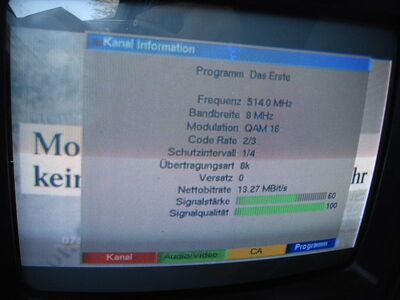 Kanal Information
Programm Das Erste
Frequenz 514.0 MHz
Bandbreite 8 MHz
Modulation QAM 16
Code Rate 2/3
Schutzintervall 1/4
Übertragungsart 8k
Versatz 0
Nettobitrate 13.27 MBit/s
Signalstärke 60
Signalqualität 100
Mo
kein
hr
Kanal Audio/Video CA Programm